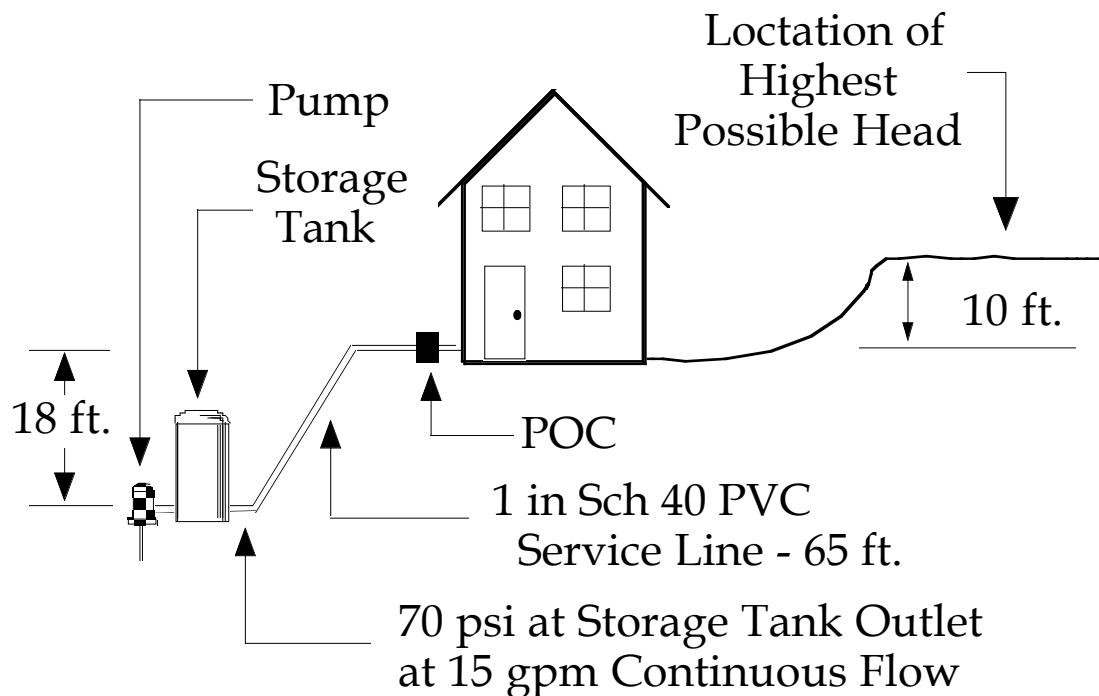 Loctation of
Highest
Possible Head
Pump
Storage
Tank
10 ft.
18 ft.
POC
1 in Sch 40 PVC
Service Line - 65 ft.
70 psi at Storage Tank Outlet
at 15 gpm Continuous Flow